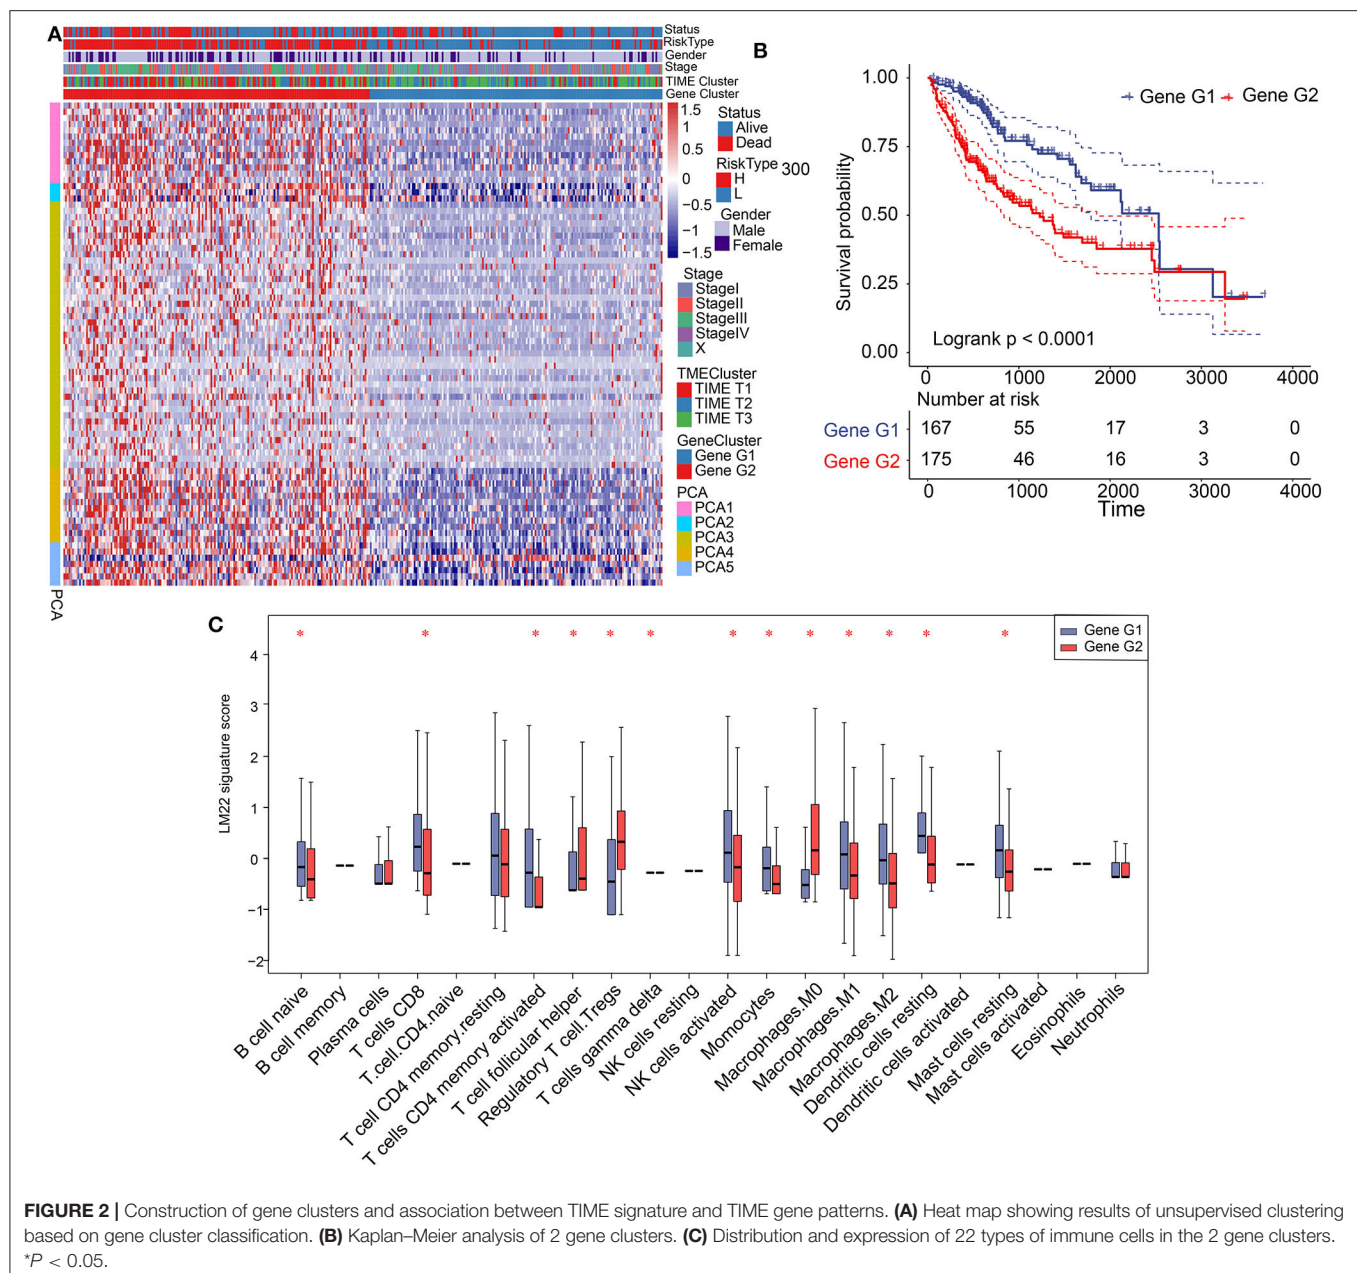 A
Status
RiskType
Gender
Stage
TIME Cluster
Gene Cluster
1.5
1
0.5
0
−0.5
−1
−1.5
Status
Alive
Dead
RiskType 300
H
L
Gender
Male
Female
Stage
StageI
StageII
StageIII
StageIV
X
TMECluster
TIME T1
TIME T2
TIME T3
GeneCluster
Gene G1
Gene G2
PCA
PCA1
PCA2
PCA3
PCA4
PCA5
PCA
B
Survival probability
1.00
0.75
0.50
0.25
0.00
Gene G1 Gene G2
Logrank p < 0.0001
0 1000 2000 3000 4000
Number at risk
Gene G1 167 55 17 3 0
Gene G2 175 46 16 3 0
0 1000 2000 3000 4000
Time
C
* * * * * * * * * * * * *
Gene G1
Gene G2
LM22 siguature score
4
3
2
1
0
−1
−2
B cell naive
B cell memory
Plasma cells
T cells CD8
T.cell.CD4.naive
T cell CD4 memory.resting
T cells CD4 memory activated
T cell follicular helper
Regulatory T cell.Tregs
T cells gamma delta
NK cells resting
NK cells activated
Momocytes
Macrophages.M0
Macrophages.M1
Macrophages.M2
Dendritic cells resting
Dendritic cells activated
Mast cells resting
Mast cells activated
Eosinophils
Neutrophils
FIGURE 2 | Construction of gene clusters and association between TIME signature and TIME gene patterns. (A) Heat map showing results of unsupervised clustering
based on gene cluster classification. (B) Kaplan–Meier analysis of 2 gene clusters. (C) Distribution and expression of 22 types of immune cells in the 2 gene clusters.
*P < 0.05.